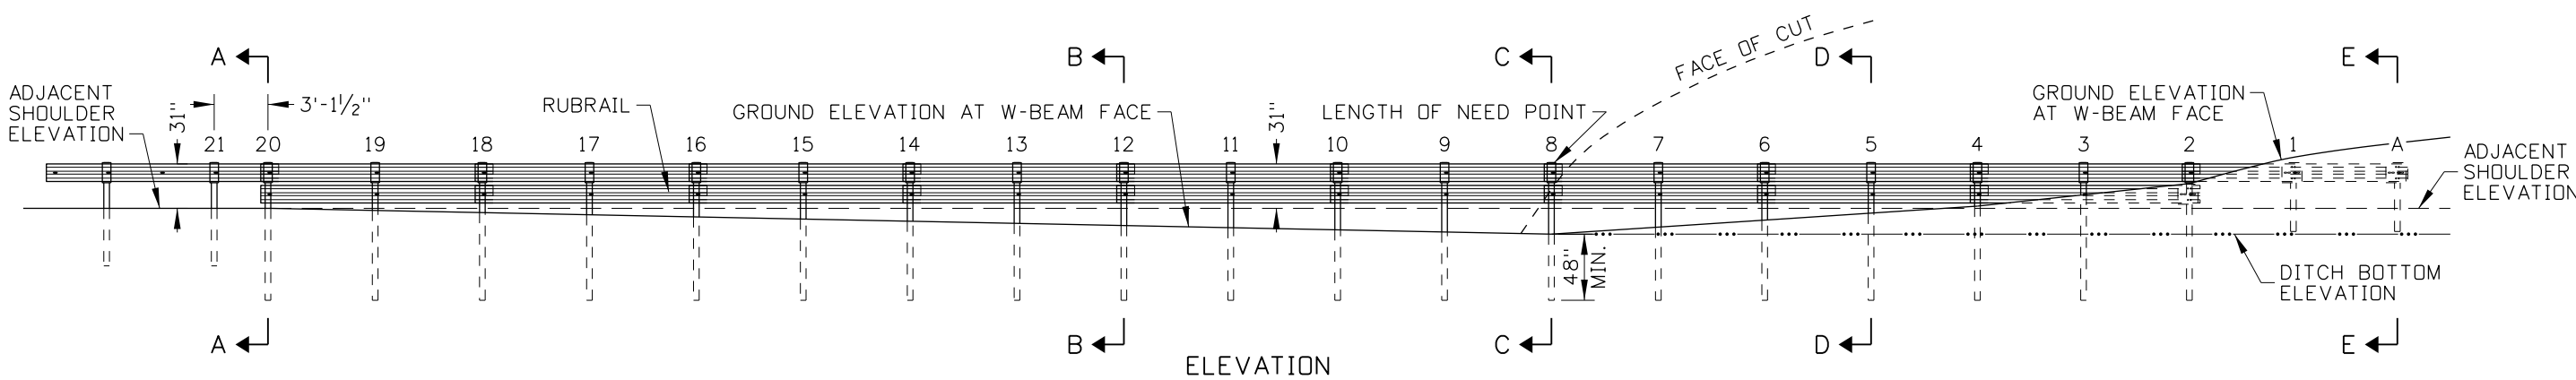 A
B
C
D
E
FACE OF CUT
ADJACENT
SHOULDER
ELEVATION
31"
3'-1½"
RUBRAIL
GROUND ELEVATION AT W-BEAM FACE
31"
LENGTH OF NEED POINT
GROUND ELEVATION
AT W-BEAM FACE
21 20 19 18 17 16 15 14 13 12 11 10 9 8 7 6 5 4 3 2 1 A
ADJACENT
SHOULDER
ELEVATION
48"
MIN.
DITCH BOTTOM
ELEVATION
A
B
C
D
E
ELEVATION